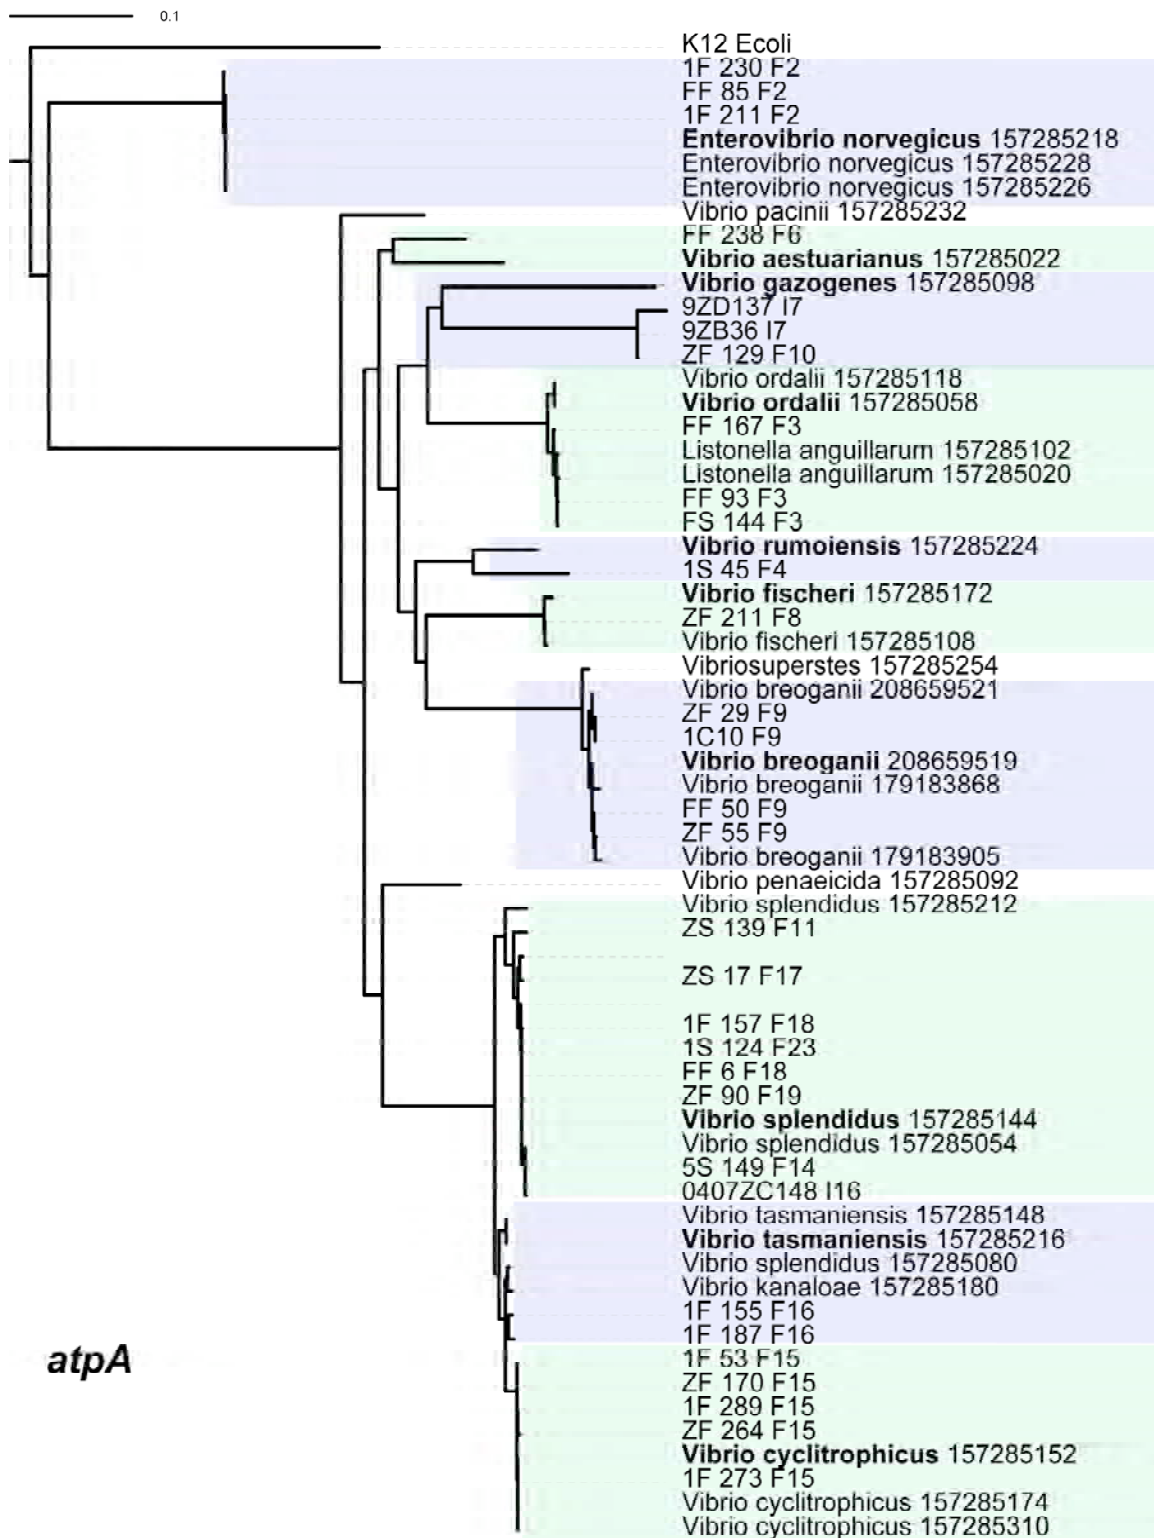 0.1
K12 Ecoli
1F 230 F2
FF 85 F2
1F 211 F2
Enterovibrio norvegicus 157285218
Enterovibrio norvegicus 157285228
Enterovibrio norvegicus 157285226
Vibrio pacinii 157285232
FF 238 F6
Vibrio aestuarianus 157285022
Vibrio gazogenes 157285098
9ZD137 I7
9ZB36 I7
ZF 129 F10
Vibrio ordalii 157285118
Vibrio ordalii 157285058
FF 167 F3
Listonella anguillarum 157285102
Listonella anguillarum 157285020
FF 93 F3
FS 144 F3
Vibrio rumoiensis 157285224
1S 45 F4
Vibrio fischeri 157285172
ZF 211 F8
Vibrio fischeri 157285108
Vibriosuperstes 157285254
Vibrio breoganii 208659521
ZF 29 F9
1C10 F9
Vibrio breoganii 208659519
Vibrio breoganii 179183868
FF 50 F9
ZF 55 F9
Vibrio breoganii 179183905
Vibrio penaeicida 157285092
Vibrio splendidus 157285212
ZS 139 F11
ZS 17 F17
1F 157 F18
1S 124 F23
FF 6 F18
ZF 90 F19
Vibrio splendidus 157285144
Vibrio splendidus 157285054
5S 149 F14
0407ZC148 I16
Vibrio tasmaniensis 157285148
Vibrio tasmaniensis 157285216
Vibrio splendidus 157285080
Vibrio kanaloae 157285180
1F 155 F16
1F 187 F16
atpA
1F 53 F15
ZF 170 F15
1F 289 F15
ZF 264 F15
Vibrio cyclitrophicus 157285152
1F 273 F15
Vibrio cyclitrophicus 157285174
Vibrio cyclitrophicus 157285310